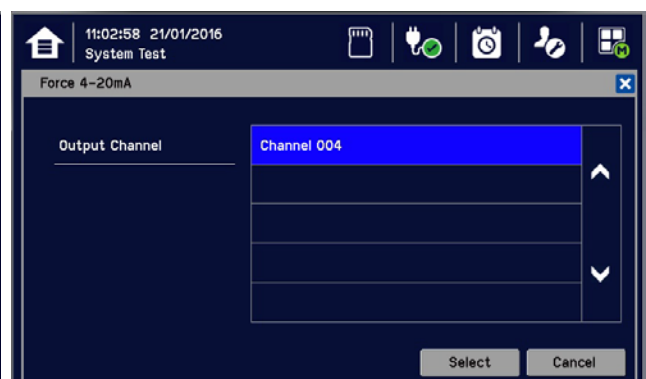 11:02:58 21/01/2016
System Test
M
Force 4-20mA
Output Channel
Channel 004
Select
Cancel